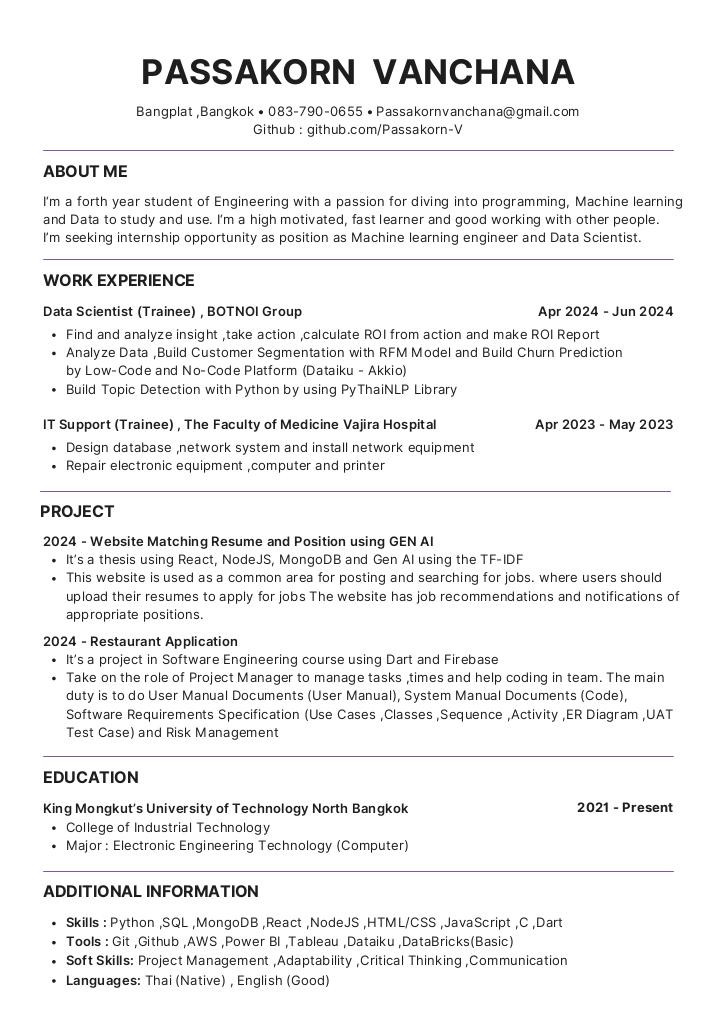 PASSAKORN VANCHANA
Bangplat ,Bangkok • 083-790-0655 • Passakornvanchana@gmail.com
Github : github.com/Passakorn-V
ABOUT ME
I’m a forth year student of Engineering with a passion for diving into programming, Machine learning
and Data to study and use. I’m a high motivated, fast learner and good working with other people.
I’m seeking internship opportunity as position as Machine learning engineer and Data Scientist.
WORK EXPERIENCE
Data Scientist (Trainee) , BOTNOI Group Apr 2024 - Jun 2024
• Find and analyze insight ,take action ,calculate ROI from action and make ROI Report
• Analyze Data ,Build Customer Segmentation with RFM Model and Build Churn Prediction
by Low-Code and No-Code Platform (Dataiku - Akkio)
• Build Topic Detection with Python by using PyThaiNLP Library
IT Support (Trainee) , The Faculty of Medicine Vajira Hospital Apr 2023 - May 2023
• Design database ,network system and install network equipment
• Repair electronic equipment ,computer and printer
PROJECT
2024 - Website Matching Resume and Position using GEN AI
• It’s a thesis using React, NodeJS, MongoDB and Gen AI using the TF-IDF
• This website is used as a common area for posting and searching for jobs. where users should
upload their resumes to apply for jobs The website has job recommendations and notifications of
appropriate positions.
2024 - Restaurant Application
• It’s a project in Software Engineering course using Dart and Firebase
• Take on the role of Project Manager to manage tasks ,times and help coding in team. The main
duty is to do User Manual Documents (User Manual), System Manual Documents (Code),
Software Requirements Specification (Use Cases ,Classes ,Sequence ,Activity ,ER Diagram ,UAT
Test Case) and Risk Management
EDUCATION
King Mongkut’s University of Technology North Bangkok 2021 - Present
• College of Industrial Technology
• Major : Electronic Engineering Technology (Computer)
ADDITIONAL INFORMATION
• Skills : Python ,SQL ,MongoDB ,React ,NodeJS ,HTML/CSS ,JavaScript ,C ,Dart
• Tools : Git ,Github ,AWS ,Power BI ,Tableau ,Dataiku ,DataBricks(Basic)
• Soft Skills: Project Management ,Adaptability ,Critical Thinking ,Communication
• Languages: Thai (Native) , English (Good)